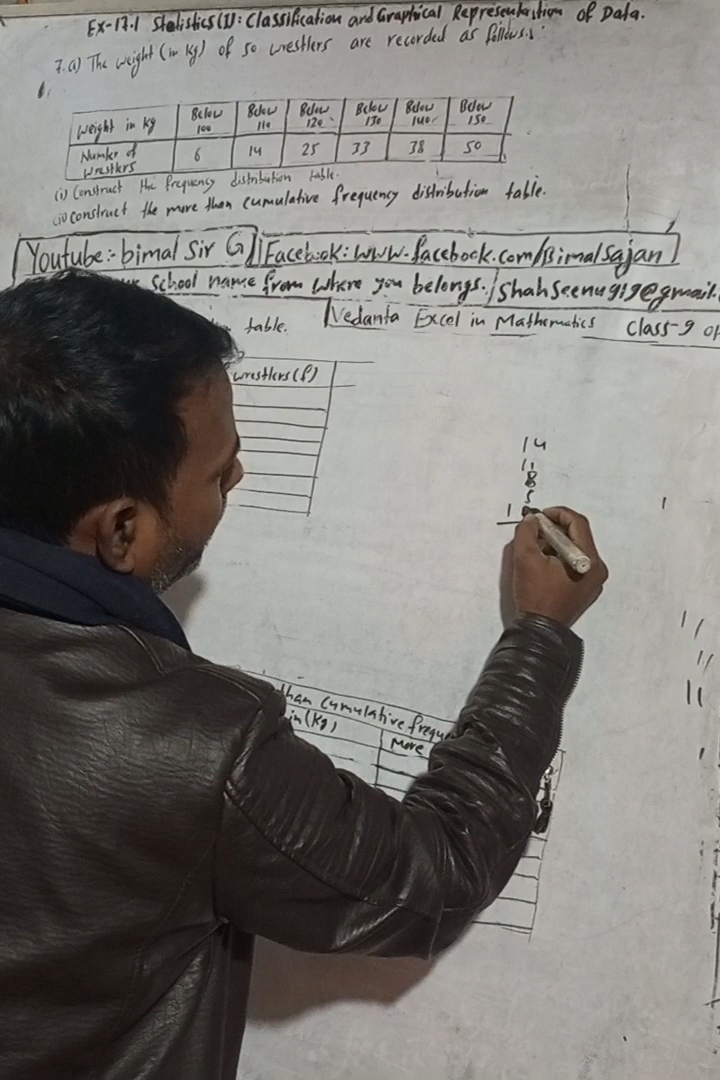 Ex-17.1 Statistics(I): Classification and Graphical Representation of Data.
7.a) The weight (in kg) of 50 wrestlers are recorded as follows:
Weight in kg Below 100 Below 110 Below 120 Below 130 Below 140 Below 150
Number of wrestlers 6 14 25 33 38 50
(i) Construct the frequency distribution table.
(ii) construct the more than cumulative frequency distribution table.
Youtube:- bimal Sir G Facebook: www.facebook.com/Bimalsajan
School name from where you belongs. / Shahseenu919@gmail.
table. Vedanta Excel in Mathematics Class-9 of
wrestlers (f)
14
11
8
5
1
than cumulative
in (Kg) More